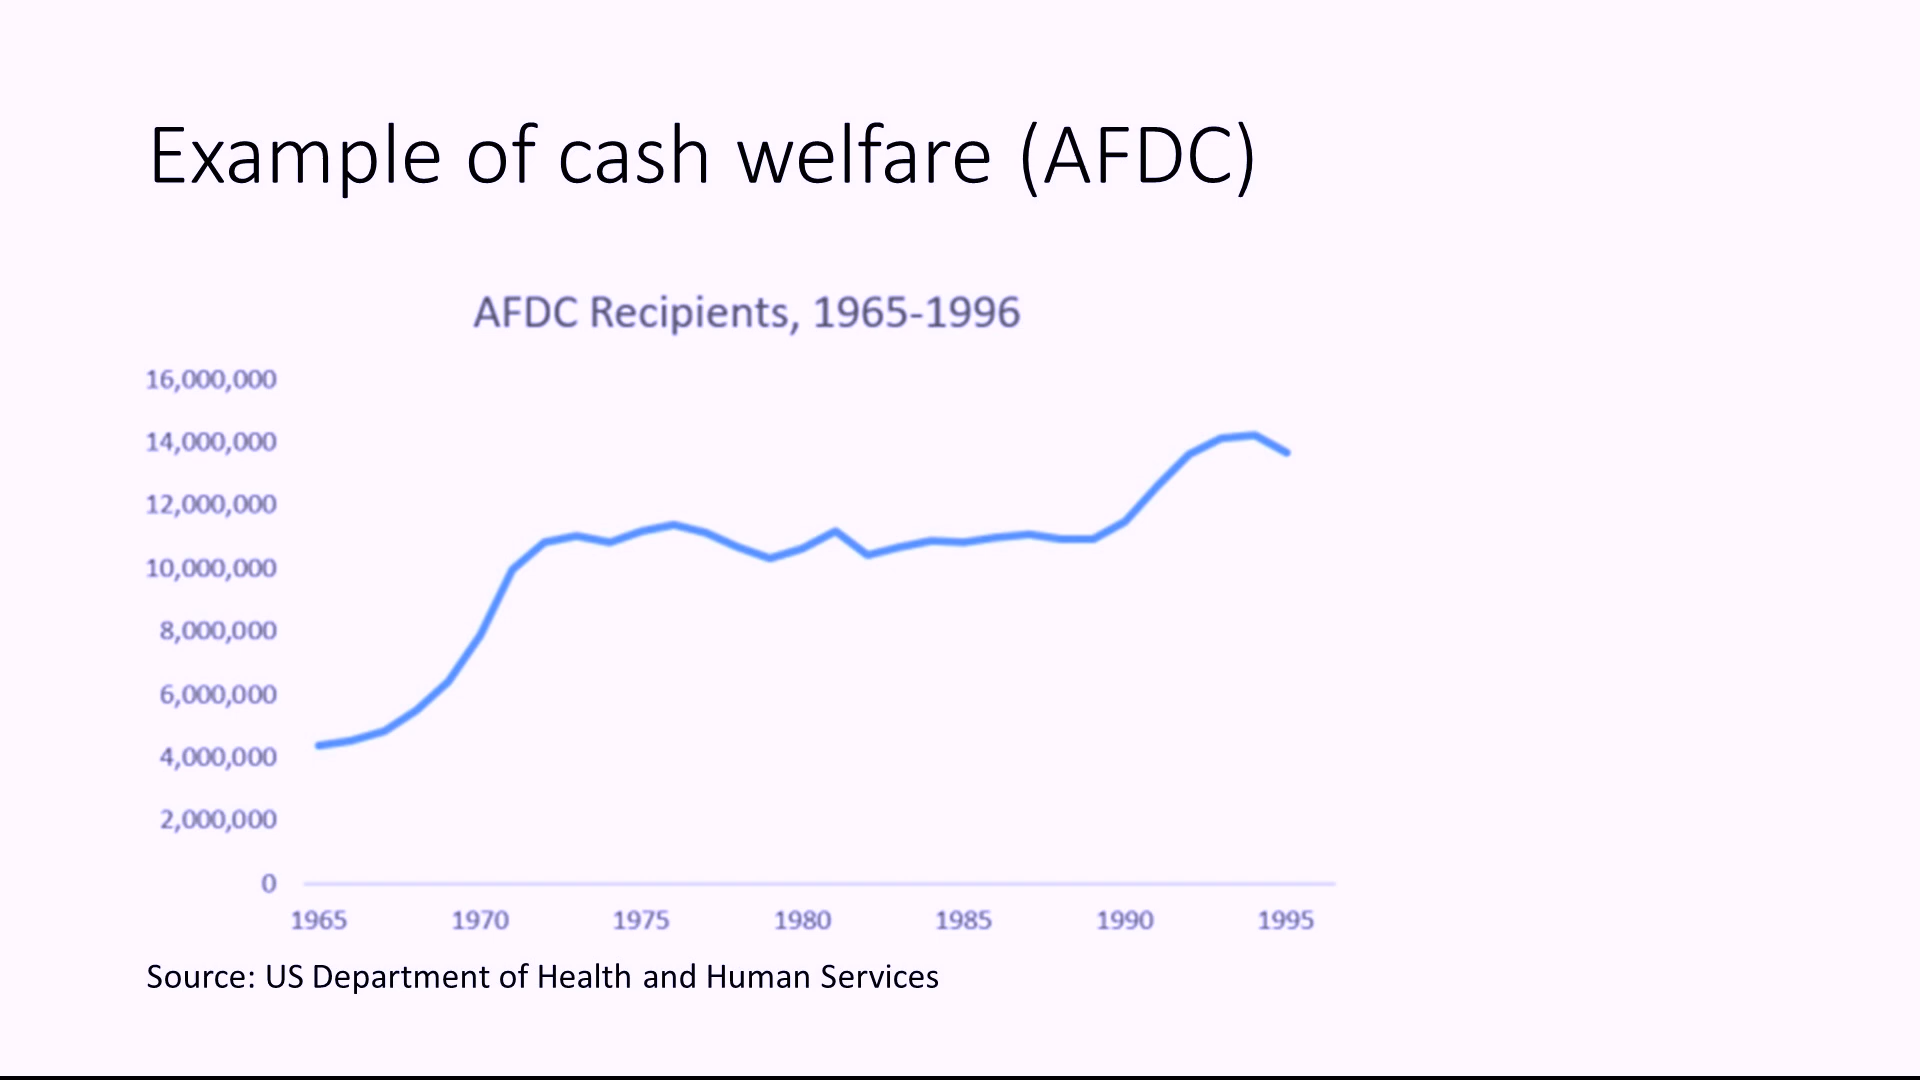 Example of cash welfare (AFDC)
AFDC Recipients, 1965-1996
16,000,000
14,000,000
12,000,000
10,000,000
8,000,000
6,000,000
4,000,000
2,000,000
0
1965 1970 1975 1980 1985 1990 1995
Source: US Department of Health and Human Services